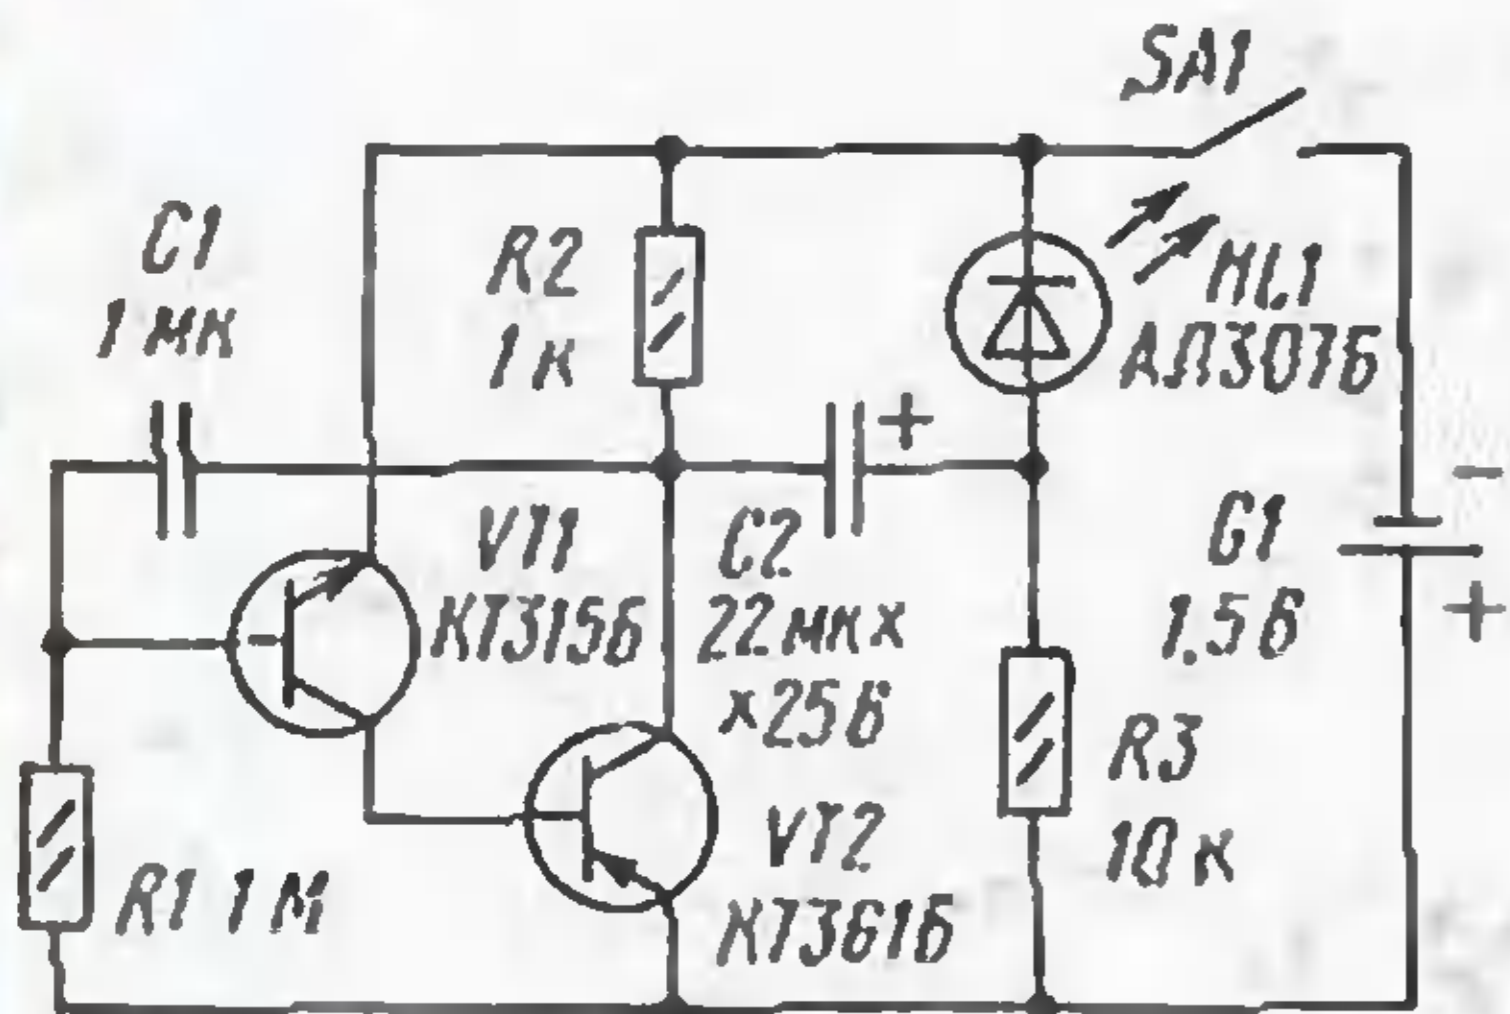 SA1
C1
1 мк
R2
1 к
HL1
АЛ307Б
+
-
VT1
КТ315Б
C2
22 мк х
х 25 В
G1
1,5 В
+
R3
10 к
VT2
КТ361Б
R1 1 М